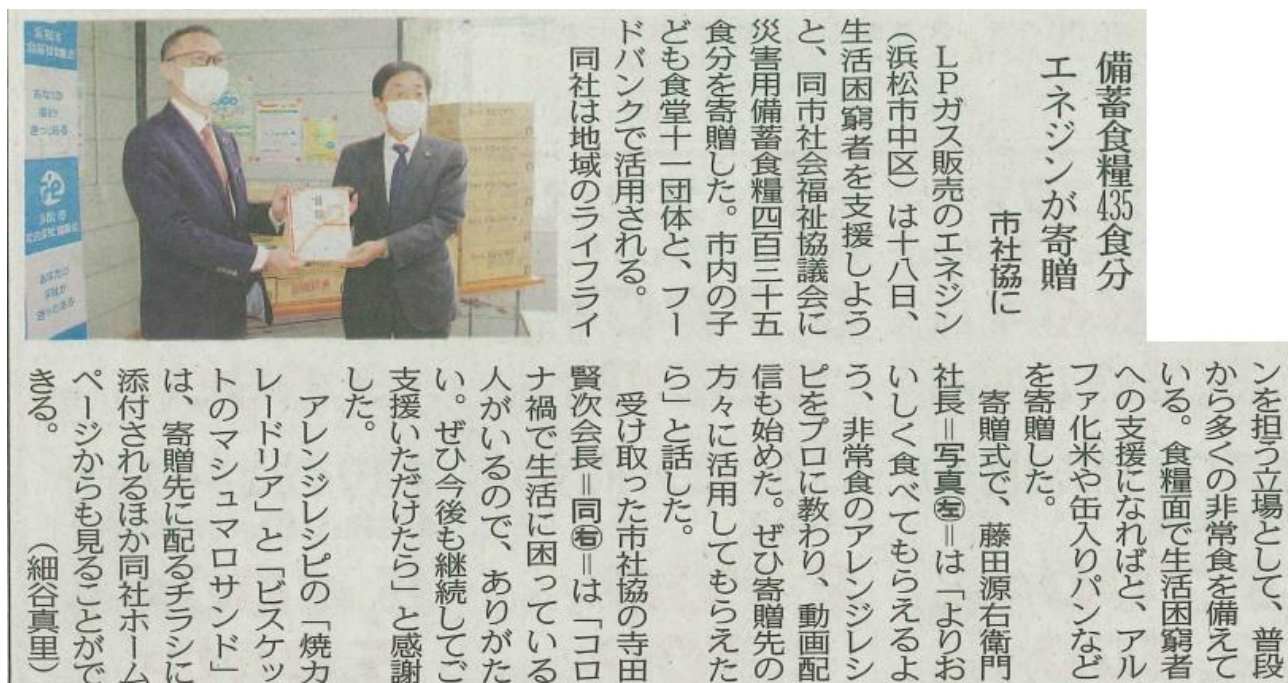 備蓄食糧435食分
エネジンが寄贈
市社協に
LPガス販売のエネジン
(浜松市中区)は十八日、
生活困窮者を支援しよう
と、同市社会福祉協議会に
災害用備蓄食糧四百三十五
食分を寄贈した。市内の子
ども食堂十一団体と、フー
ドバンクで活用される。
同社は地域のライフライ
ンを担う立場として、普段
から多くの非常食を備えて
いる。食糧面で生活困窮者
への支援になればと、アル
ファ化米や缶入りパンなど
を寄贈した。
寄贈式で、藤田源右衛門
社長=写真㊧=は「よりお
いしく食べてもらえるよ
う、非常食のアレンジレシ
ピをプロに教わり、動画配
信も始めた。ぜひ寄贈先の
方々に活用してもらえた
ら」と話した。
受け取った市社協の寺田
賢次会長=同㊨=は「コロ
ナ禍で生活に困っている
人がいるので、ありがた
い。ぜひ今後も継続してご
支援いただけたら」と感謝
した。
アレンジレシピの「焼カ
レードリア」と「ビスケッ
トのマシュマロサンド」
は、寄贈先に配るチラシに
添付されるほか同社ホーム
ページからも見ることがで
きる。
(細谷真里)